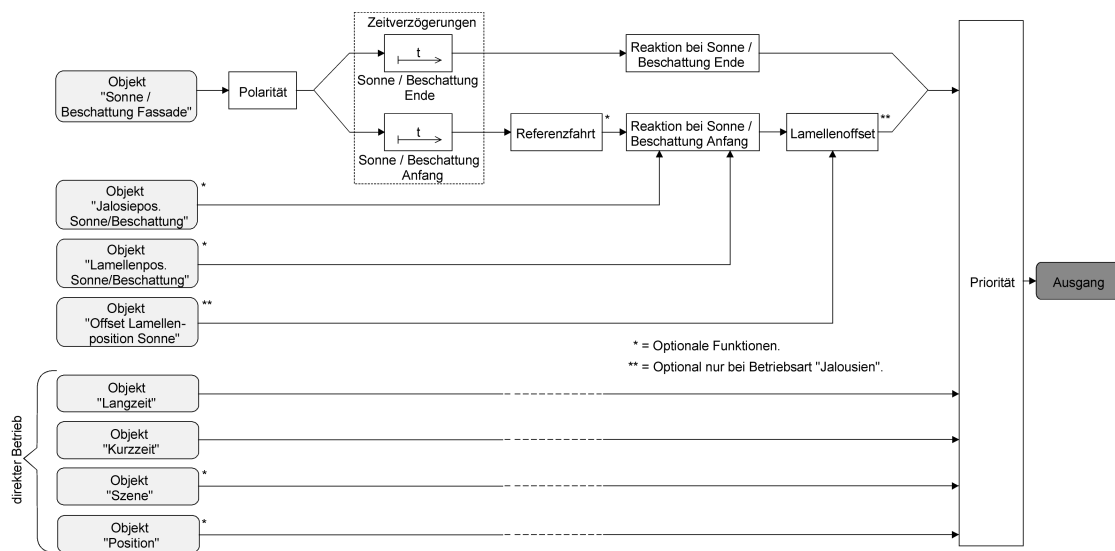 Zeitverzögerungen
t
Sonne / Beschattung
Ende
Reaktion bei Sonne /
Beschattung Ende
Objekt
"Sonne /
Beschattung Fassade"
Polarität
t
Sonne / Beschattung
Anfang
Referenzfahrt
*
Reaktion bei Sonne /
Beschattung Anfang
Lamellenoffset
**
Objekt
"Jalosiepos.
Sonne/Beschattung"
*
Objekt
"Lamellenpos.
Sonne/Beschattung"
*
Objekt
"Offset Lamellen-
position Sonne"
**
Priorität
Ausgang
* = Optionale Funktionen.
** = Optional nur bei Betriebsart "Jalousien".
direkter Betrieb
Objekt
"Langzeit"
Objekt
"Kurzzeit"
Objekt
"Szene"
*
Objekt
"Position"
*